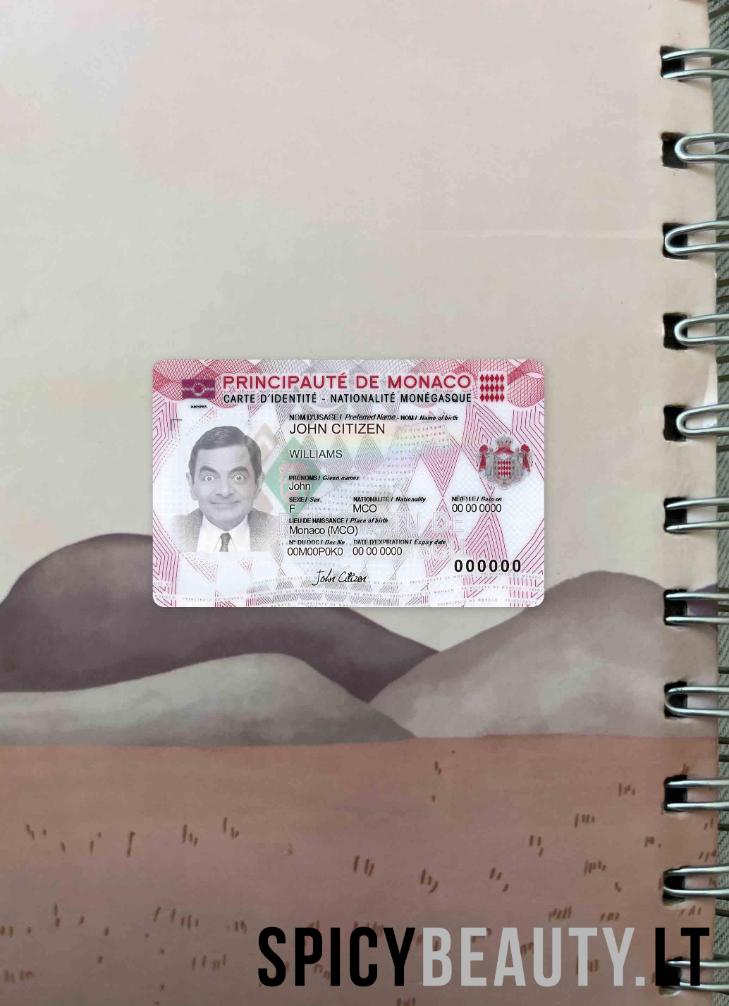 PRINCIPAUTÉ DE MONACO
CARTE D'IDENTITÉ - NATIONALITÉ MONÉGASQUE
NOM D'USAGE / Preferred Name - NOM / Name of birth
JOHN CITIZEN
WILLIAMS
PRÉNOMS / Given names
John
SEXE / Sex NATIONALITÉ / Nationality NÉ(E) LE / Born on
F MCO 00 00 0000
LIEU DE NAISSANCE / Place of birth
Monaco (MCO)
N° DU DOC / Doc No DATE D'EXPIRATION / Expiry date
00M00P0K0 00 00 0000
000000
John Citizen
SPICYBEAUTY.LT